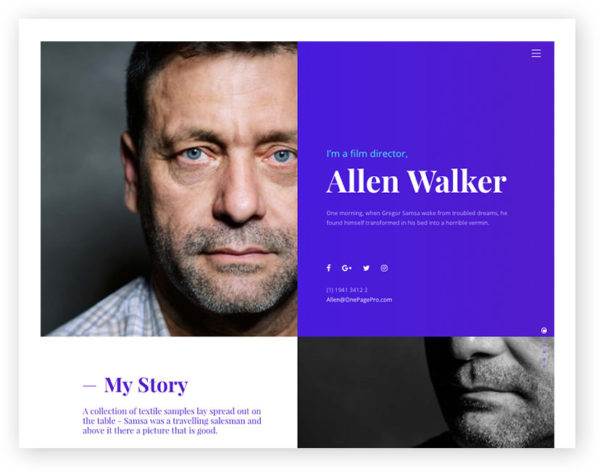 I'm a film director,
Allen Walker
One morning, when Gregor Samsa woke from troubled dreams, he
found himself transformed in his bed into a horrible vermin.
(1) 1941 3412 2
Allen@OnePagePro.com
— My Story
A collection of textile samples lay spread out on
the table - Samsa was a travelling salesman and
above it there a picture that is good.